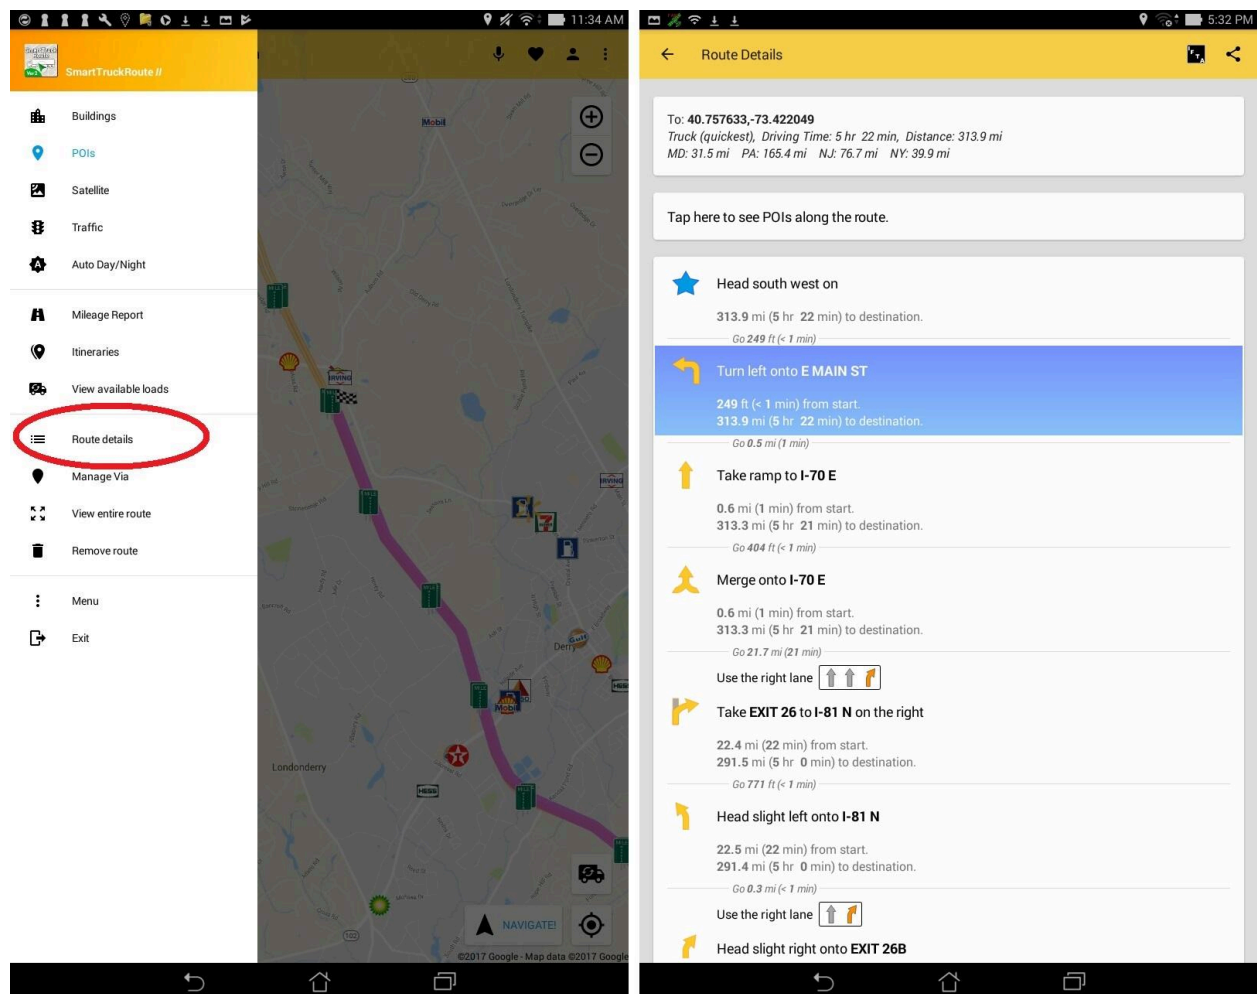 11:34 AM
SmartTruckRoute //
Buildings
POIs
Satellite
Traffic
Auto Day/Night
Mileage Report
Itineraries
View available loads
Route details
Manage Via
View entire route
Remove route
Menu
Exit
Mobil
IRVING
IRVING
Derry
Gulf
HESS
Mobil
Londonderry
HESS
102
NAVIGATE!
©2017 Google - Map data ©2017 Google
5:32 PM
Route Details
To: 40.757633,-73.422049
Truck (quickest), Driving Time: 5 hr 22 min, Distance: 313.9 mi
MD: 31.5 mi PA: 165.4 mi NJ: 76.7 mi NY: 39.9 mi
Tap here to see POIs along the route.
Head south west on
313.9 mi (5 hr 22 min) to destination.
Go 249 ft (< 1 min)
Turn left onto E MAIN ST
249 ft (< 1 min) from start.
313.9 mi (5 hr 22 min) to destination.
Go 0.5 mi (1 min)
Take ramp to I-70 E
0.6 mi (1 min) from start.
313.3 mi (5 hr 21 min) to destination.
Go 404 ft (< 1 min)
Merge onto I-70 E
0.6 mi (1 min) from start.
313.3 mi (5 hr 21 min) to destination.
Go 21.7 mi (21 min)
Use the right lane
Take EXIT 26 to I-81 N on the right
22.4 mi (22 min) from start.
291.5 mi (5 hr 0 min) to destination.
Go 771 ft (< 1 min)
Head slight left onto I-81 N
22.5 mi (22 min) from start.
291.4 mi (5 hr 0 min) to destination.
Go 0.3 mi (< 1 min)
Use the right lane
Head slight right onto EXIT 26B